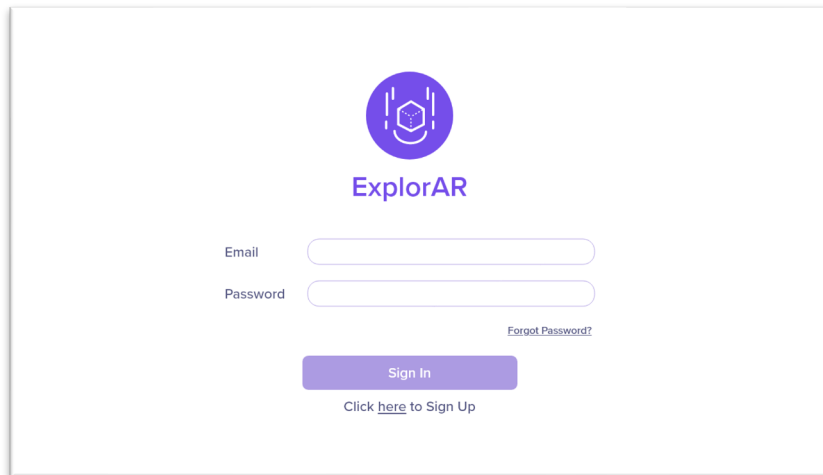 ExplorAR
Email
Password
Forgot Password?
Sign In
Click here to Sign Up